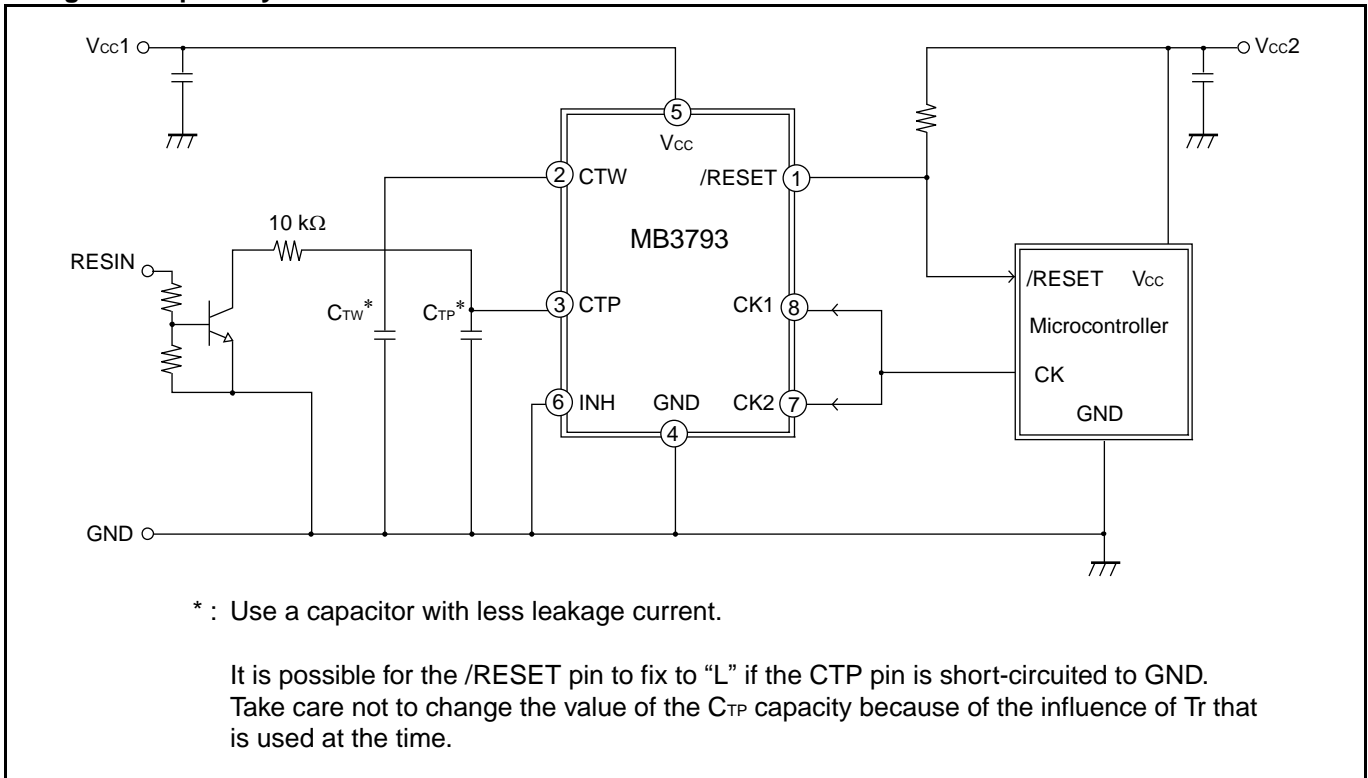 Vcc1
Vcc2
5
Vcc
2 CTW
/RESET 1
10 kΩ
MB3793
RESIN
/RESET Vcc
CTW*
CTP*
3 CTP
CK1 8
Microcontroller
CK
6 INH
GND
CK2 7
GND
4
GND
* : Use a capacitor with less leakage current.
It is possible for the /RESET pin to fix to “L” if the CTP pin is short-circuited to GND.
Take care not to change the value of the CTP capacity because of the influence of Tr that
is used at the time.